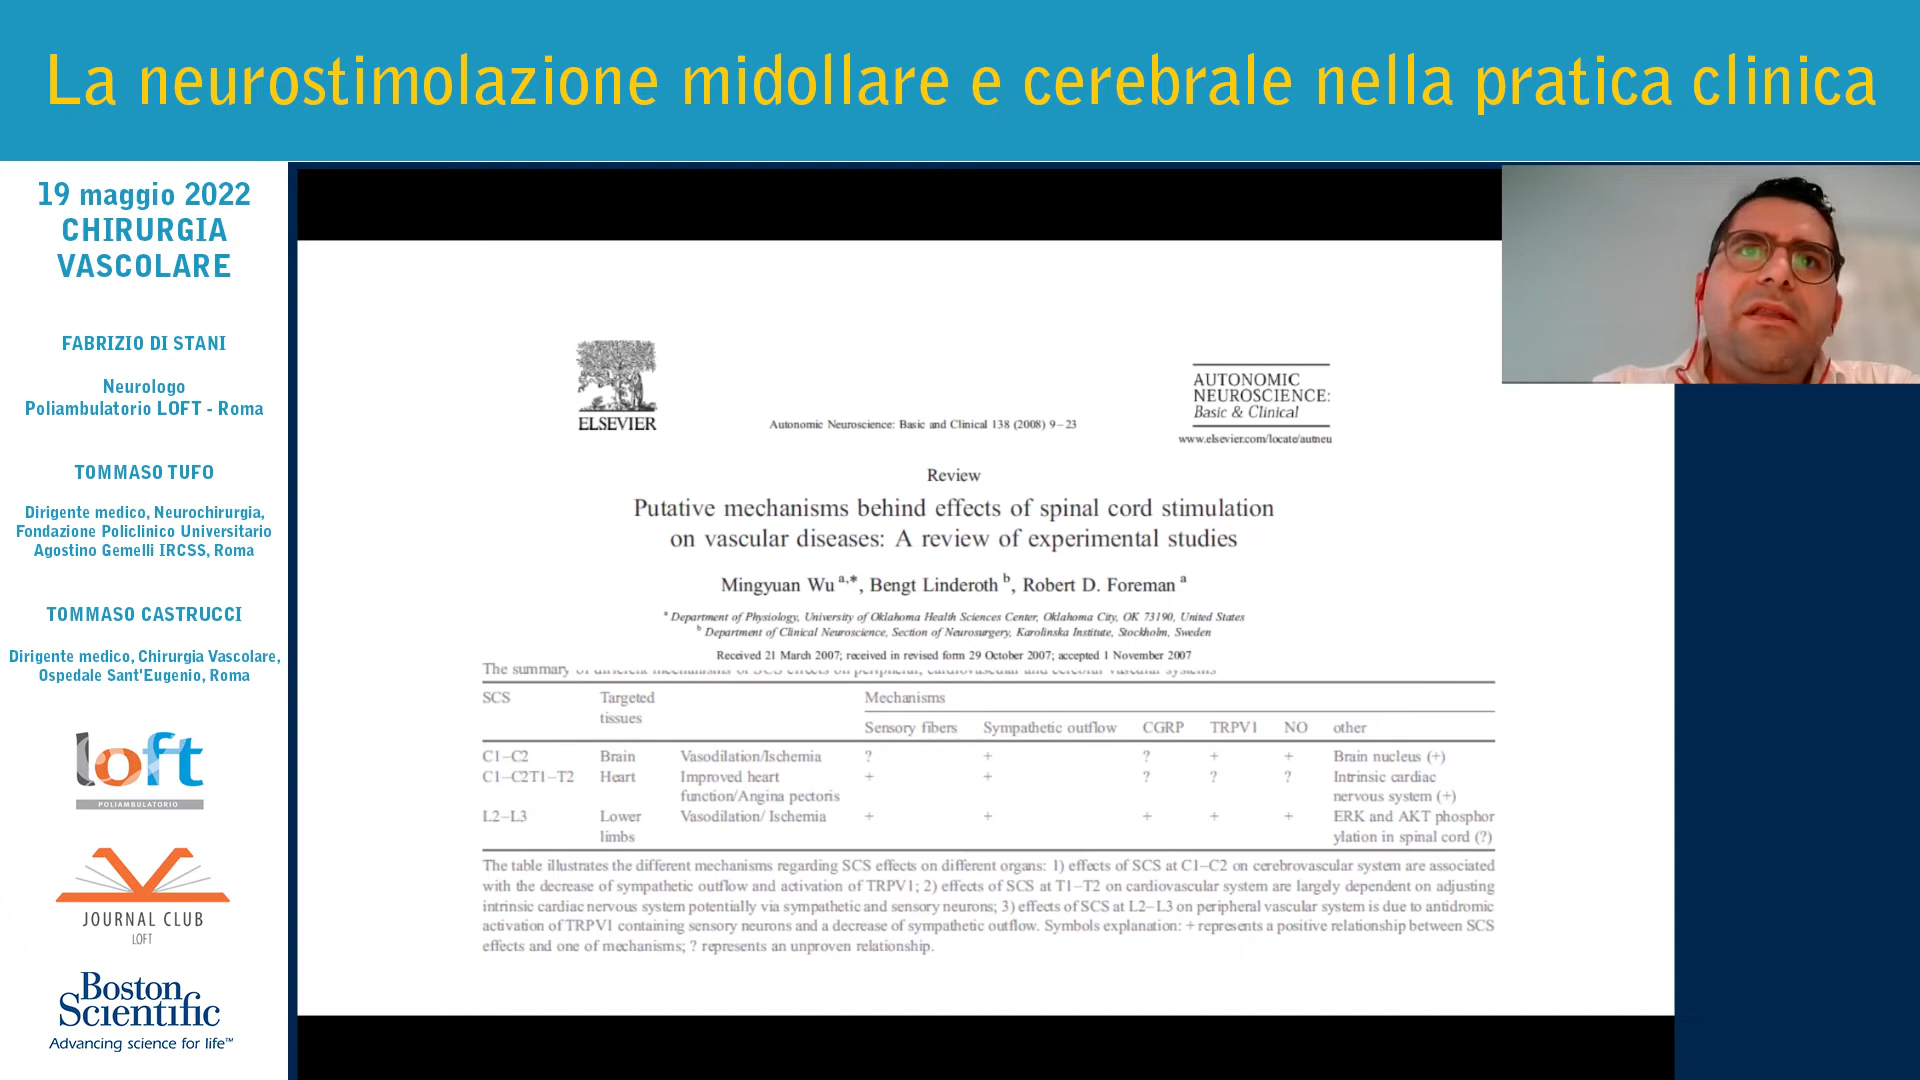 La neurostimolazione midollare e cerebrale nella pratica clinica
19 maggio 2022
CHIRURGIA
VASCOLARE
FABRIZIO DI STANI
Neurologo
Poliambulatorio LOFT - Roma
TOMMASO TUFO
Dirigente medico, Neurochirurgia,
Fondazione Policlinico Universitario
Agostino Gemelli IRCSS, Roma
TOMMASO CASTRUCCI
Dirigente medico, Chirurgia Vascolare,
Ospedale Sant'Eugenio, Roma
loft
POLIAMBULATORIO
JOURNAL CLUB
LOFT
Boston
Scientific
Advancing science for life™
ELSEVIER
Autonomic Neuroscience: Basic and Clinical 138 (2008) 9–23
AUTONOMIC
NEUROSCIENCE:
Basic & Clinical
www.elsevier.com/locate/autneu
Review
Putative mechanisms behind effects of spinal cord stimulation
on vascular diseases: A review of experimental studies
Mingyuan Wu a,*, Bengt Linderoth b, Robert D. Foreman a
a Department of Physiology, University of Oklahoma Health Sciences Center, Oklahoma City, OK 73190, United States
b Department of Clinical Neuroscience, Section of Neurosurgery, Karolinska Institute, Stockholm, Sweden
Received 21 March 2007; received in revised form 29 October 2007; accepted 1 November 2007
The summary of different mechanisms of SCS effects on peripheral, cardiovascular and cerebral vascular systems
SCS Targeted Mechanisms
tissues
Sensory fibers Sympathetic outflow CGRP TRPV1 NO other
C1–C2 Brain Vasodilation/Ischemia ? + ? + + Brain nucleus (+)
C1–C2T1–T2 Heart Improved heart + + ? ? ? Intrinsic cardiac
function/Angina pectoris nervous system (+)
L2–L3 Lower Vasodilation/ Ischemia + + + + + ERK and AKT phosphor
limbs ylation in spinal cord (?)
The table illustrates the different mechanisms regarding SCS effects on different organs: 1) effects of SCS at C1–C2 on cerebrovascular system are associated
with the decrease of sympathetic outflow and activation of TRPV1; 2) effects of SCS at T1–T2 on cardiovascular system are largely dependent on adjusting
intrinsic cardiac nervous system potentially via sympathetic and sensory neurons; 3) effects of SCS at L2–L3 on peripheral vascular system is due to antidromic
activation of TRPV1 containing sensory neurons and a decrease of sympathetic outflow. Symbols explanation: + represents a positive relationship between SCS
effects and one of mechanisms; ? represents an unproven relationship.